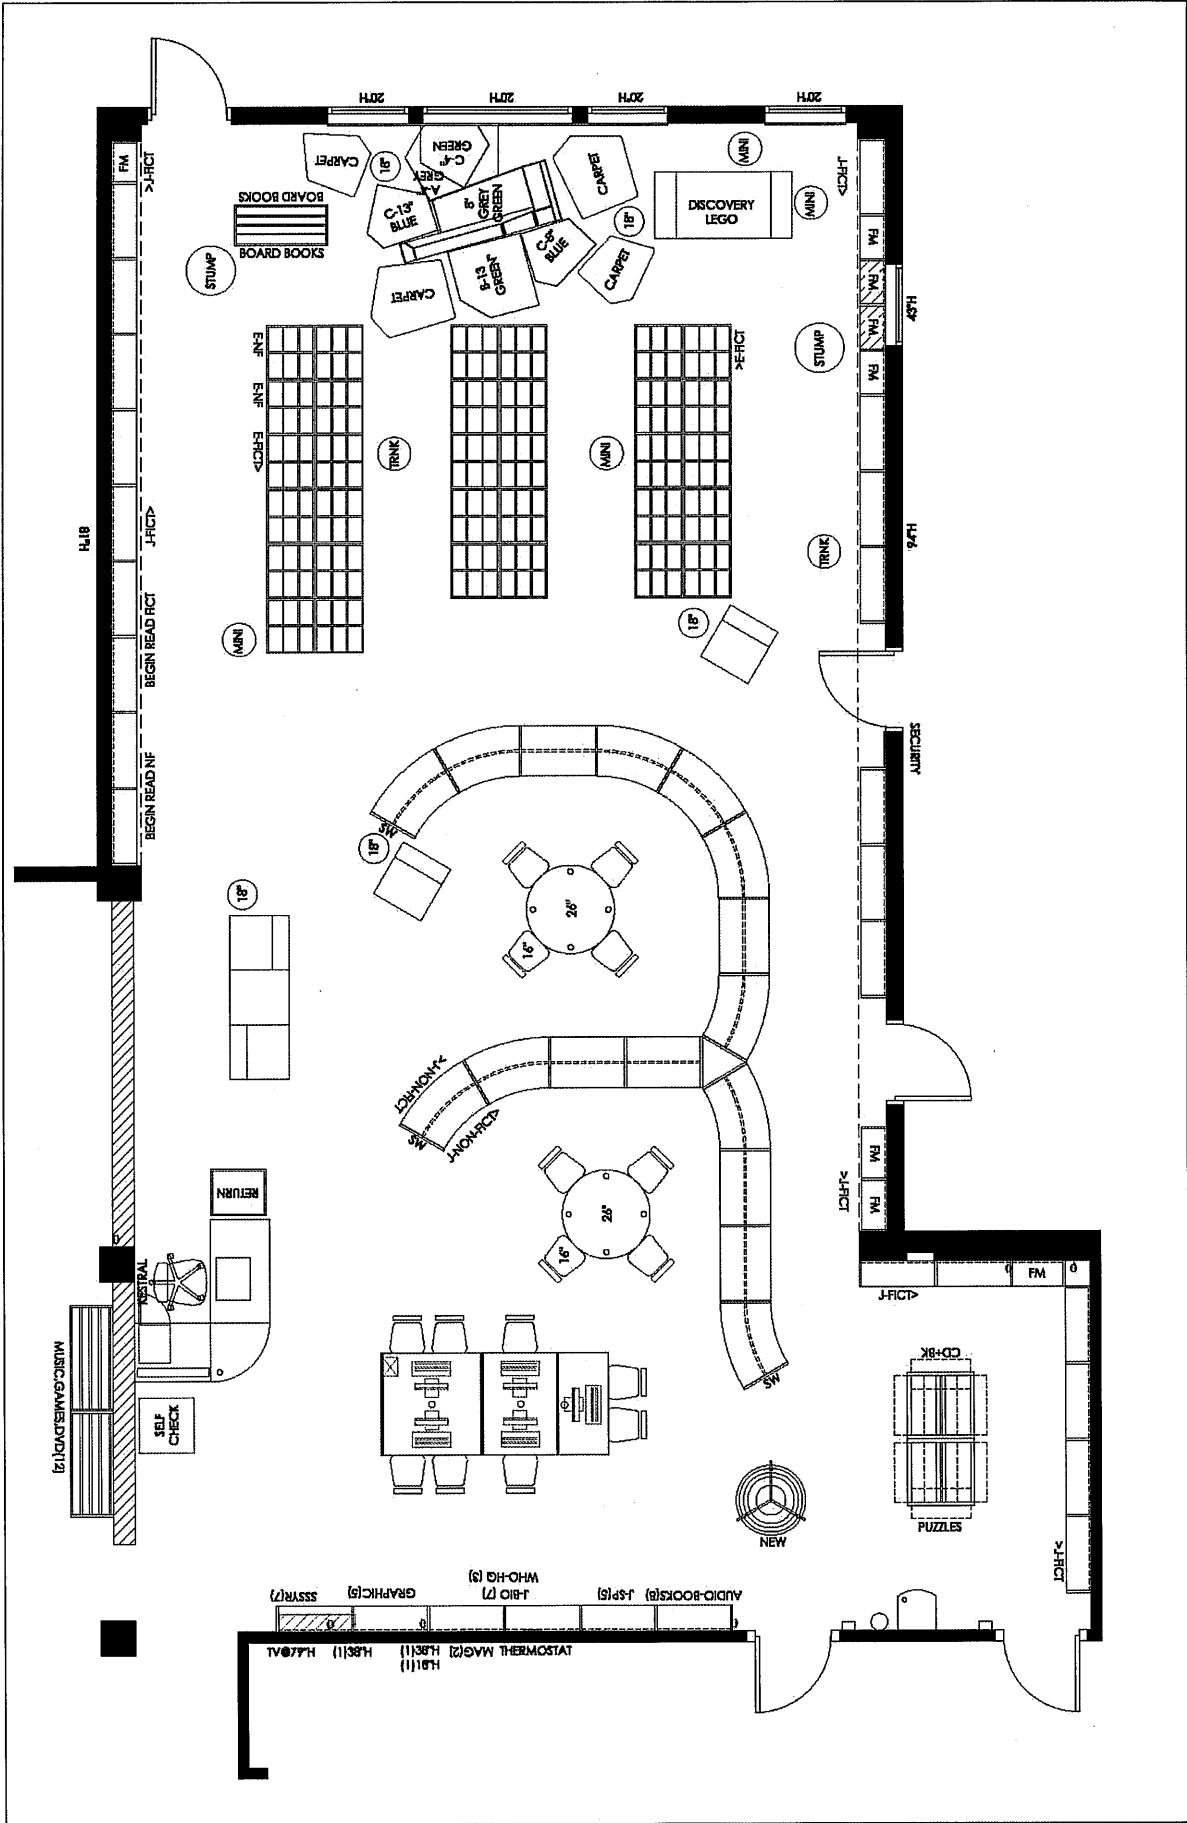 20"H
20"H
20"H
20"H
FM
>J-FICT
CARPET
18"
C-4"
GREEN
GREY
CARPET
MINI
J-FICT>
BOARD BOOKS
BOARD BOOKS
C-13"
BLUE
8"
GREY
GREEN
DISCOVERY
LEGO
MINI
18"
FM
STUMP
C-8"
BLUE
CARPET
CARPET
B-13"
GREEN
FM
43"H
FM
STUMP
FM
E-NF
E-NF
E-FICT>
>E-FICT
TRNK
MINI
81"H
J-FICT>
94"H
TRNK
BEGIN READ FICT
MINI
18"
SECURITY
BEGIN READ NF
SW
18"
18"
26"
16"
>J-NON-FICT
SW
J-NON-FICT>
>J-FICT
FM
FM
RETURN
26"
16"
KESTRAL
FM
J-FICT>
MUSIC,GAMES,DVD(12)
SELF
CHECK
SW
CD+BK
PUZZLES
NEW
>J-FICT
SSSYR(7)
GRAPHIC(5)
J-BIO (7)
WHO-HQ (3)
J-SP(5)
AUDIO-BOOKS(8)
TV@74"H
(1)38"H
(1)38"H
(1)18"H
MAG(2)
THERMOSTAT